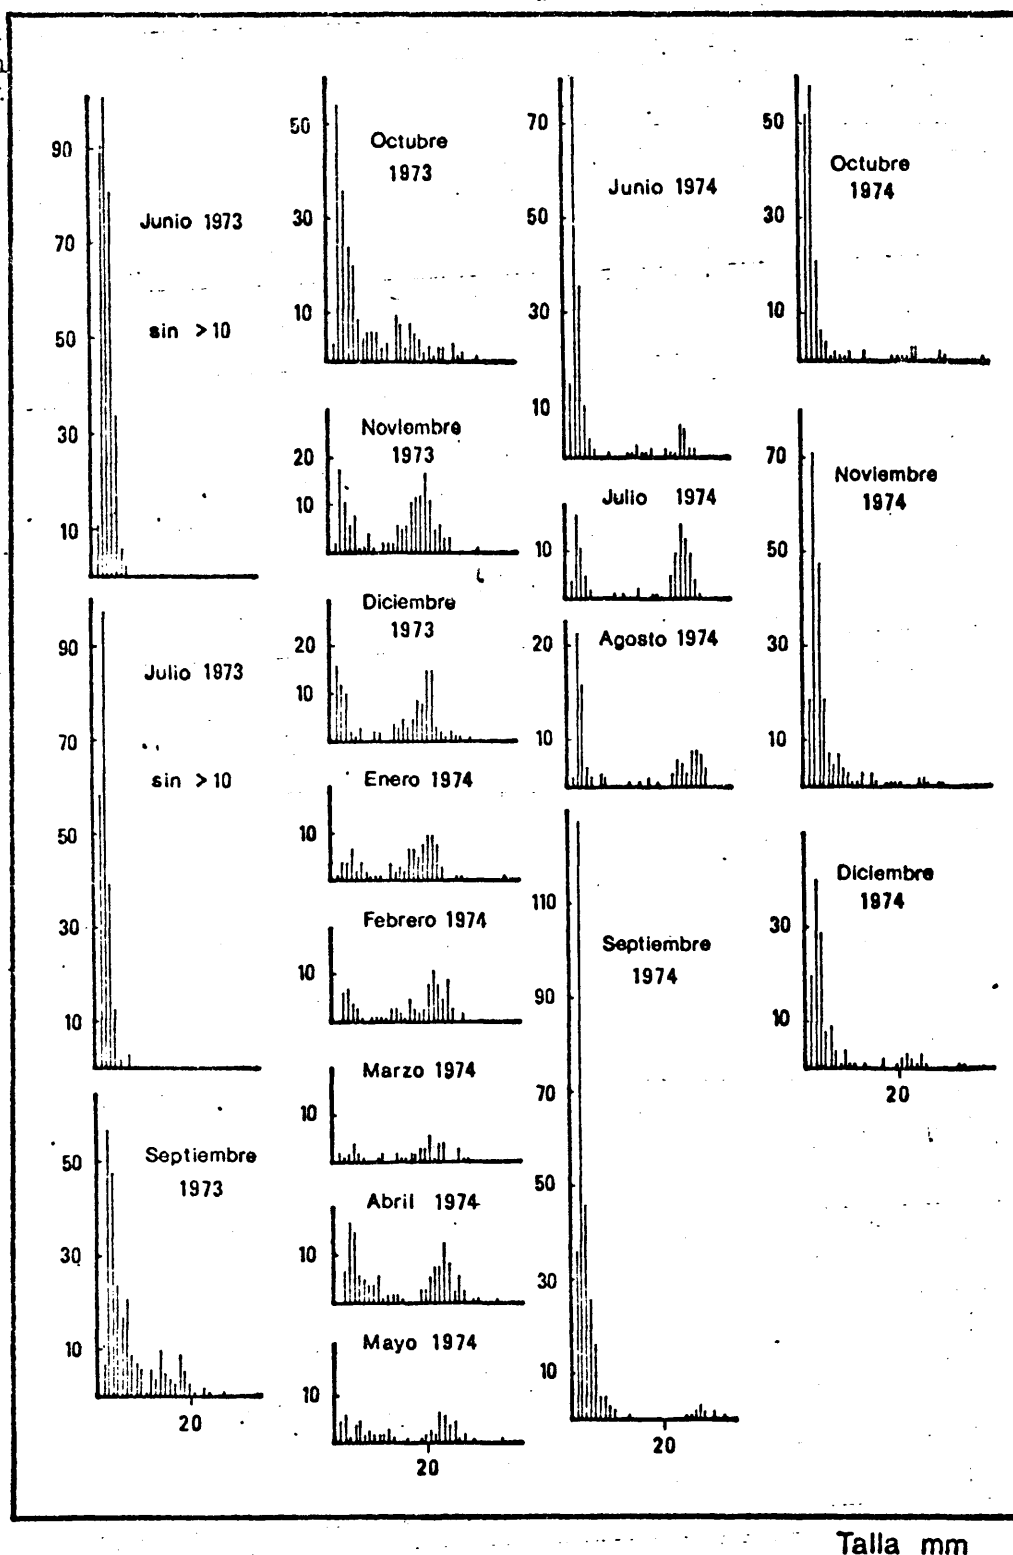 90
70
50
30
10
Junio 1973
sin >10
90
70
50
30
10
Julio 1973
sin >10
50
30
10
Septiembre
1973
20
50
30
10
Octubre
1973
20
10
Noviembre
1973
20
10
Diciembre
1973
10
Enero 1974
10
Febrero 1974
10
Marzo 1974
10
Abril 1974
10
Mayo 1974
20
70
50
30
10
Junio 1974
10
Julio 1974
20
10
Agosto 1974
110
90
70
50
30
10
Septiembre
1974
20
50
30
10
Octubre
1974
70
50
30
10
Noviembre
1974
30
10
Diciembre
1974
20
Talla mm